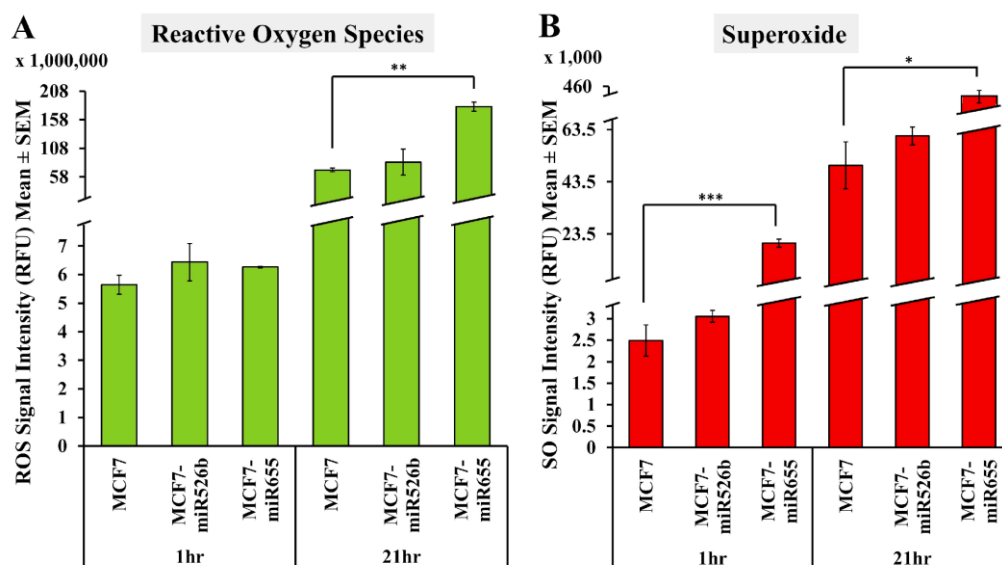 A
Reactive Oxygen Species
x 1,000,000
ROS Signal Intensity (RFU) Mean ± SEM
208
158
108
58
7
6
5
4
3
2
1
0
**
MCF7
MCF7-
miR526b
MCF7-
miR655
MCF7
MCF7-
miR526b
MCF7-
miR655
1hr
21hr
B
Superoxide
x 1,000
SO Signal Intensity (RFU) Mean ± SEM
460
63.5
43.5
23.5
3
2.5
2
1.5
1
0.5
0
***
*
MCF7
MCF7-
miR526b
MCF7-
miR655
MCF7
MCF7-
miR526b
MCF7-
miR655
1hr
21hr